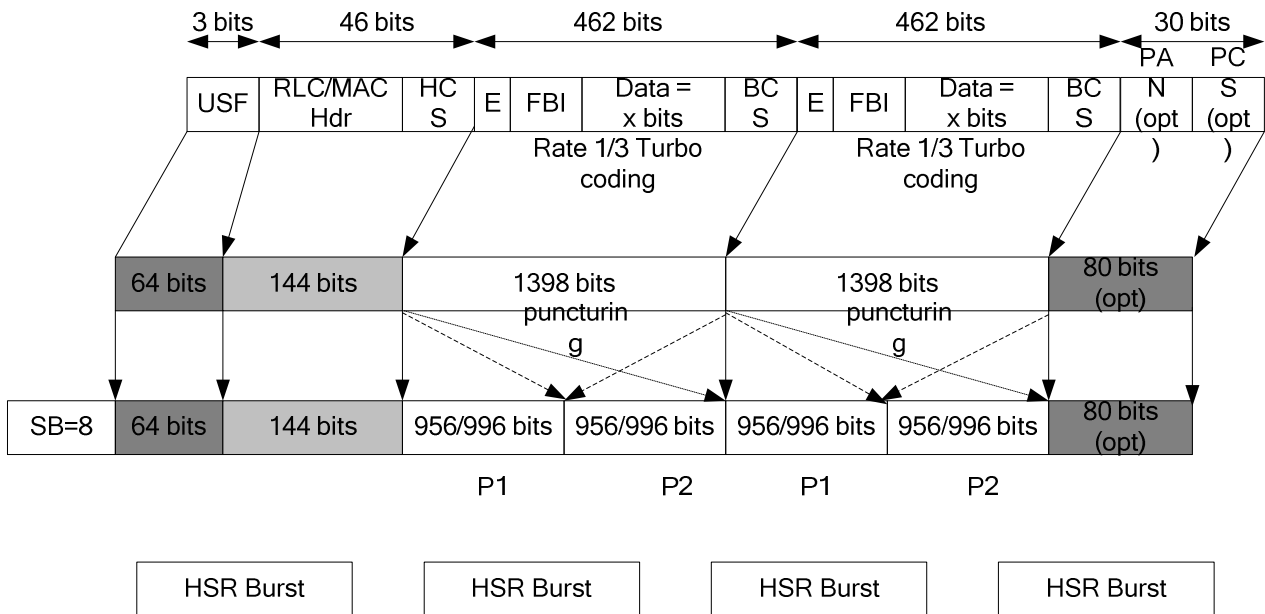 3 bits 46 bits 462 bits 462 bits 30 bits
USF RLC/MAC Hdr HC S E FBI Data = x bits BC S E FBI Data = x bits BC S PA N (opt ) PC S (opt )
Rate 1/3 Turbo coding Rate 1/3 Turbo coding
64 bits 144 bits 1398 bits 1398 bits 80 bits (opt)
puncturin g puncturin g
SB=8 64 bits 144 bits 956/996 bits 956/996 bits 956/996 bits 956/996 bits 80 bits (opt)
P1 P2 P1 P2
HSR Burst HSR Burst HSR Burst HSR Burst